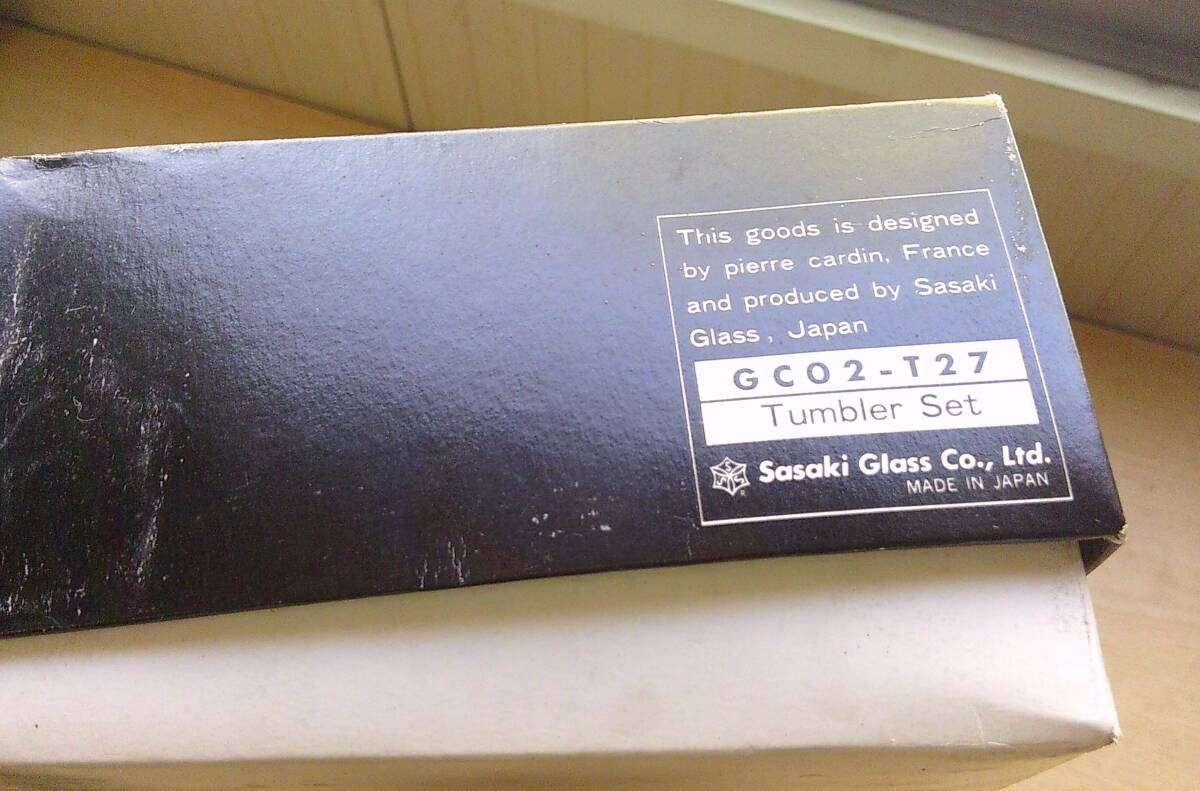 This goods is designed
by pierre cardin, France
and produced by Sasaki
Glass, Japan
GC02-T27
Tumbler Set
Sasaki Glass Co., Ltd.
MADE IN JAPAN